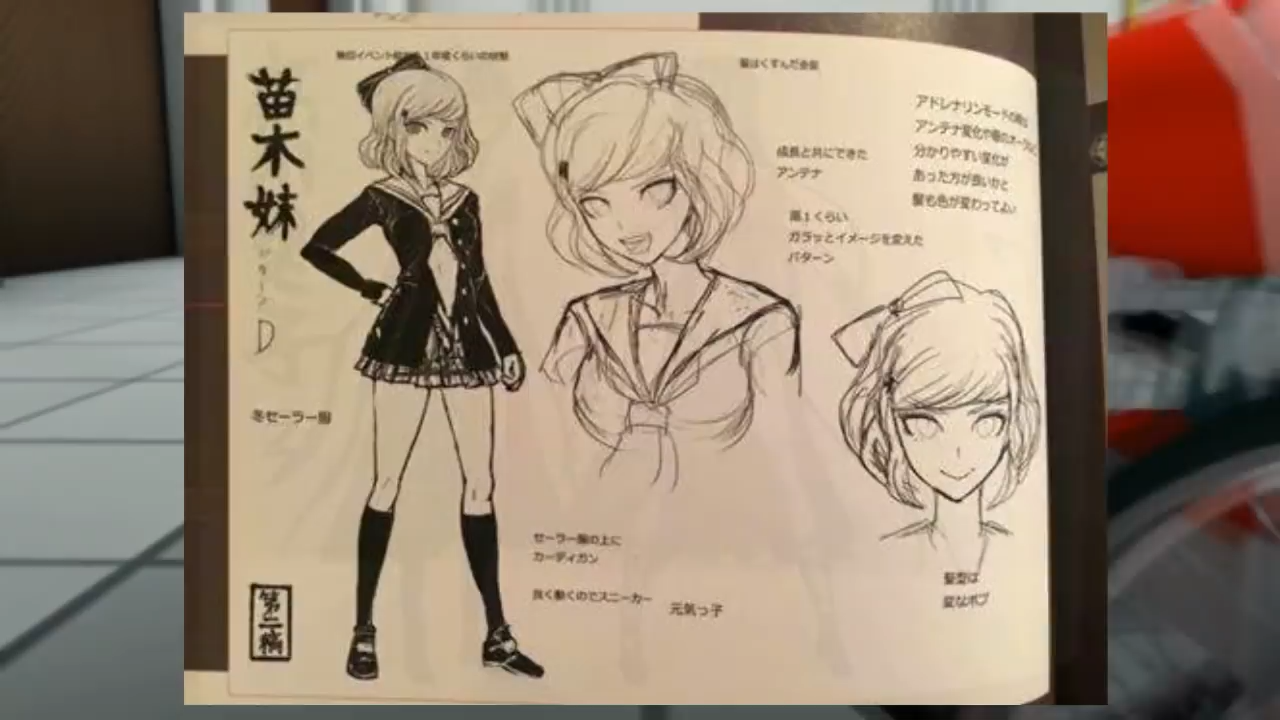 苗木妹
パターン D
髪はくすんだ金髪
アドレナリンモードの時は
アンテナ変化や
分かりやすい変化が
あった方が良いかと
髪も色が変わってよい
成長と共にできた
アンテナ
高1くらい
ガラッとイメージを変えた
パターン
冬セーラー服
セーラー服の上に
カーディガン
良く動くのでスニーカー
元気っ子
髪型は
変なボブ
第二稿